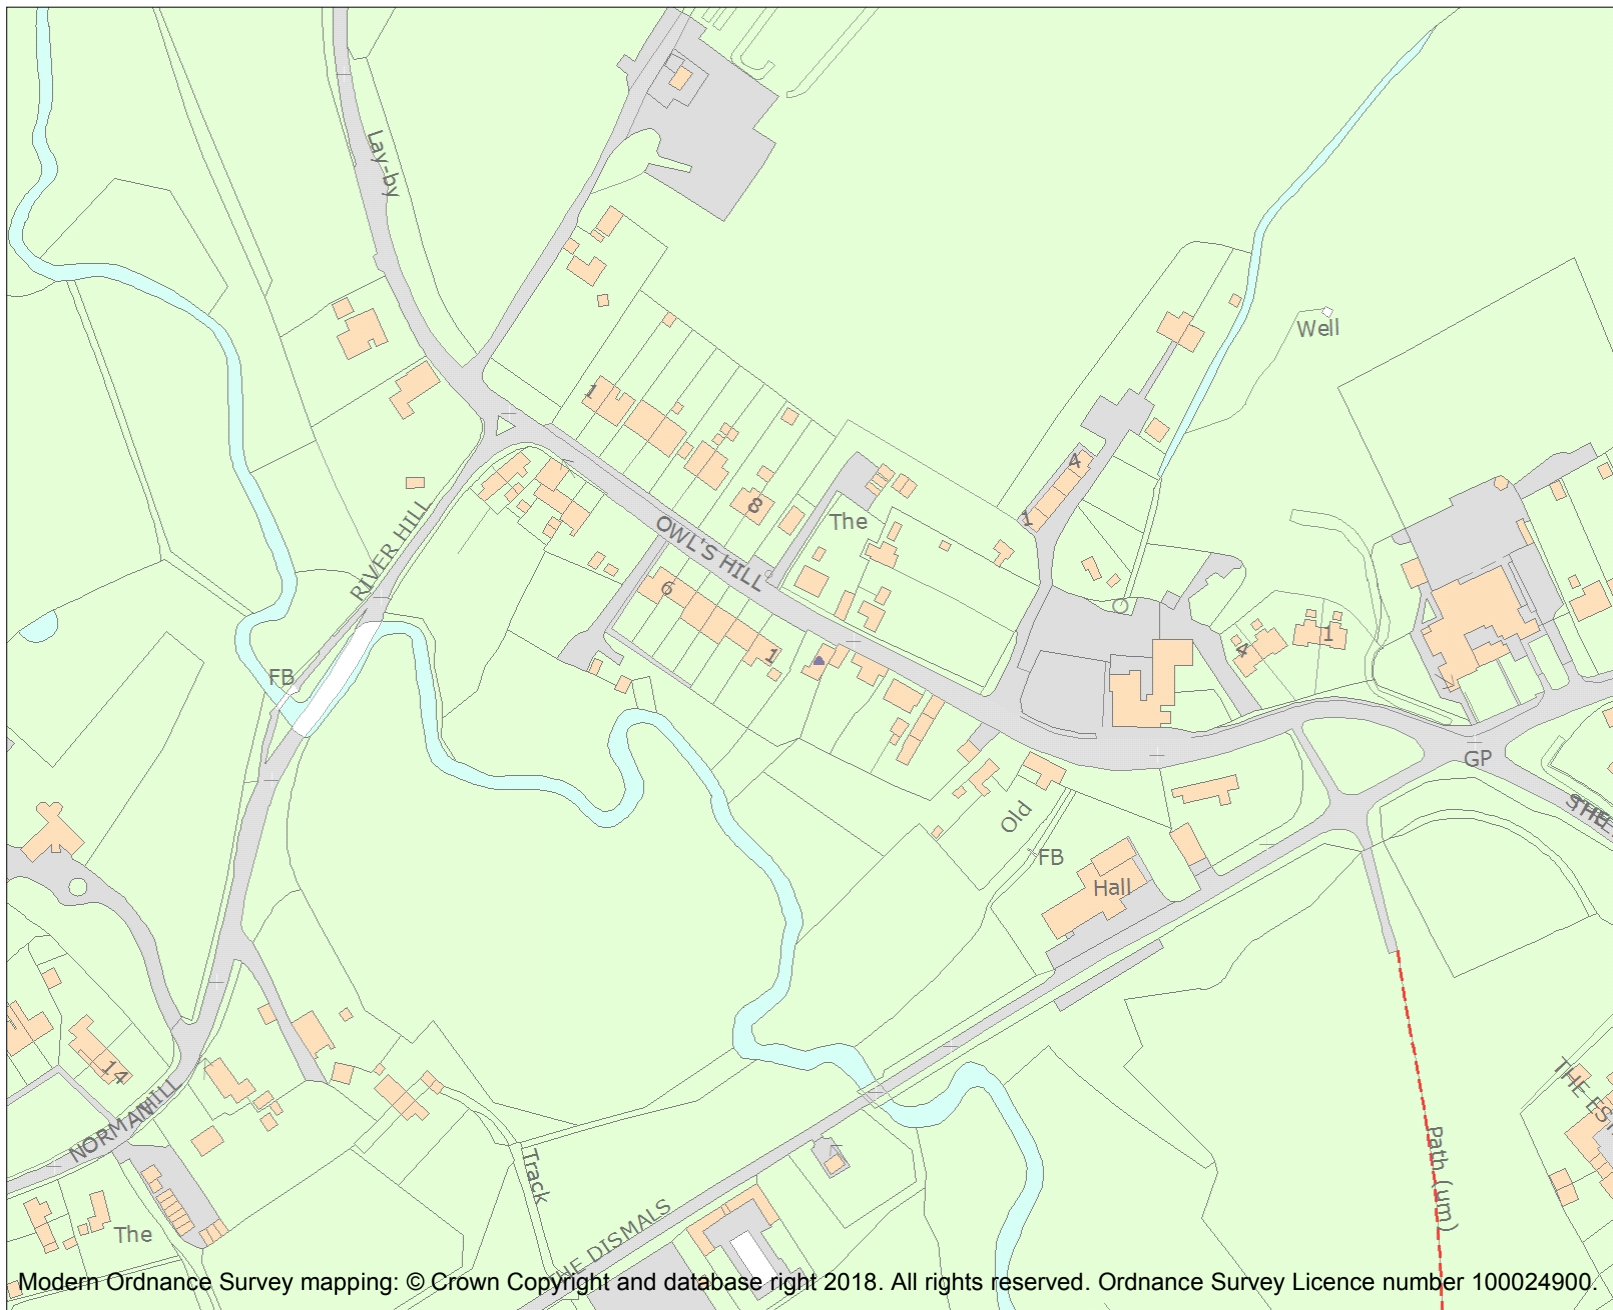 Lay-by
Well
1
4
8
1
The
OWL'S HILL
RIVER HILL
6
1
4
1
FB
GP
Old
FB
Hall
14
NORMANHILL
Track
Path (um)
The
Modern Ordnance Survey mapping: © Crown Copyright and database right 2018. All rights reserved. Ordnance Survey Licence number 100024900.